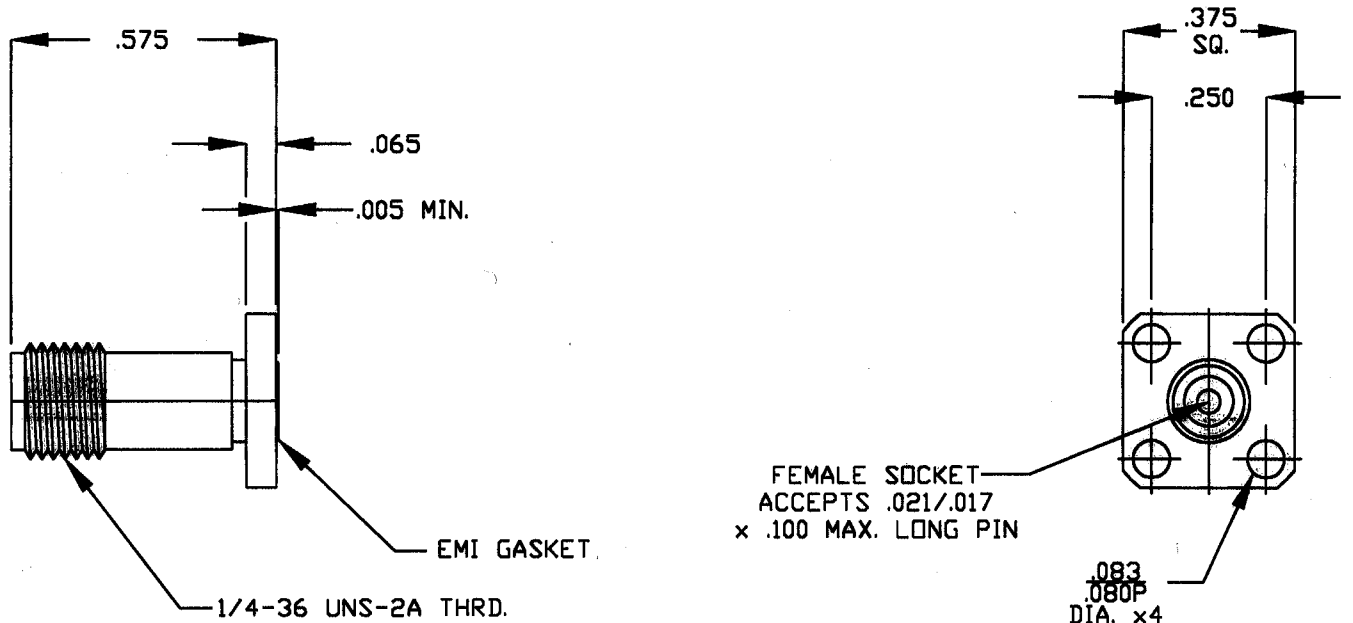 .575
.065
.005 MIN.
EMI GASKET
1/4-36 UNS-2A THRD.
.375
SQ.
.250
FEMALE SOCKET
ACCEPTS .021/.017
x .100 MAX. LONG PIN
.083
.080P
DIA. x4